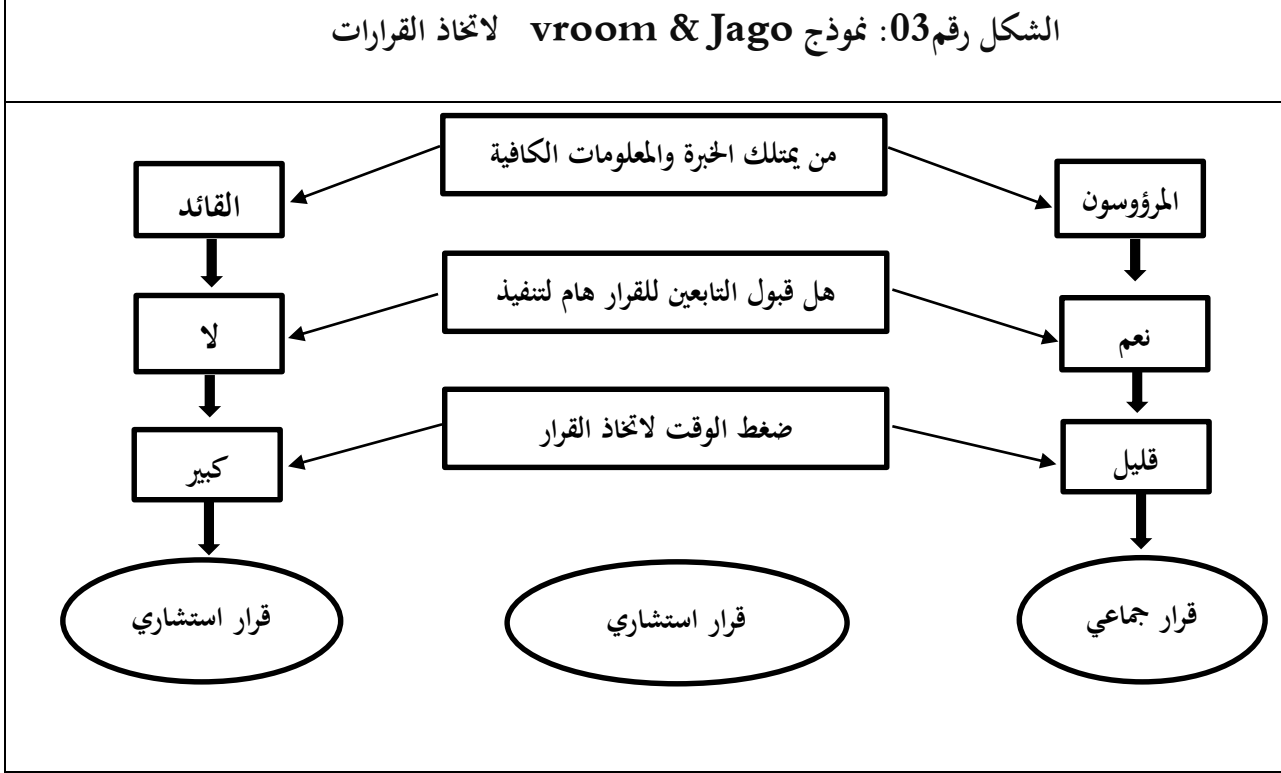 الشكل رقم03: نموذج vroom & Jago لاتخاذ القرارات
من يمتلك الخبرة والمعلومات الكافية
المرؤوسون
القائد
هل قبول التابعين للقرار هام لتنفيذ
نعم
لا
ضغط الوقت لاتخاذ القرار
قليل
كبير
قرار جماعي
قرار استشاري
قرار استشاري